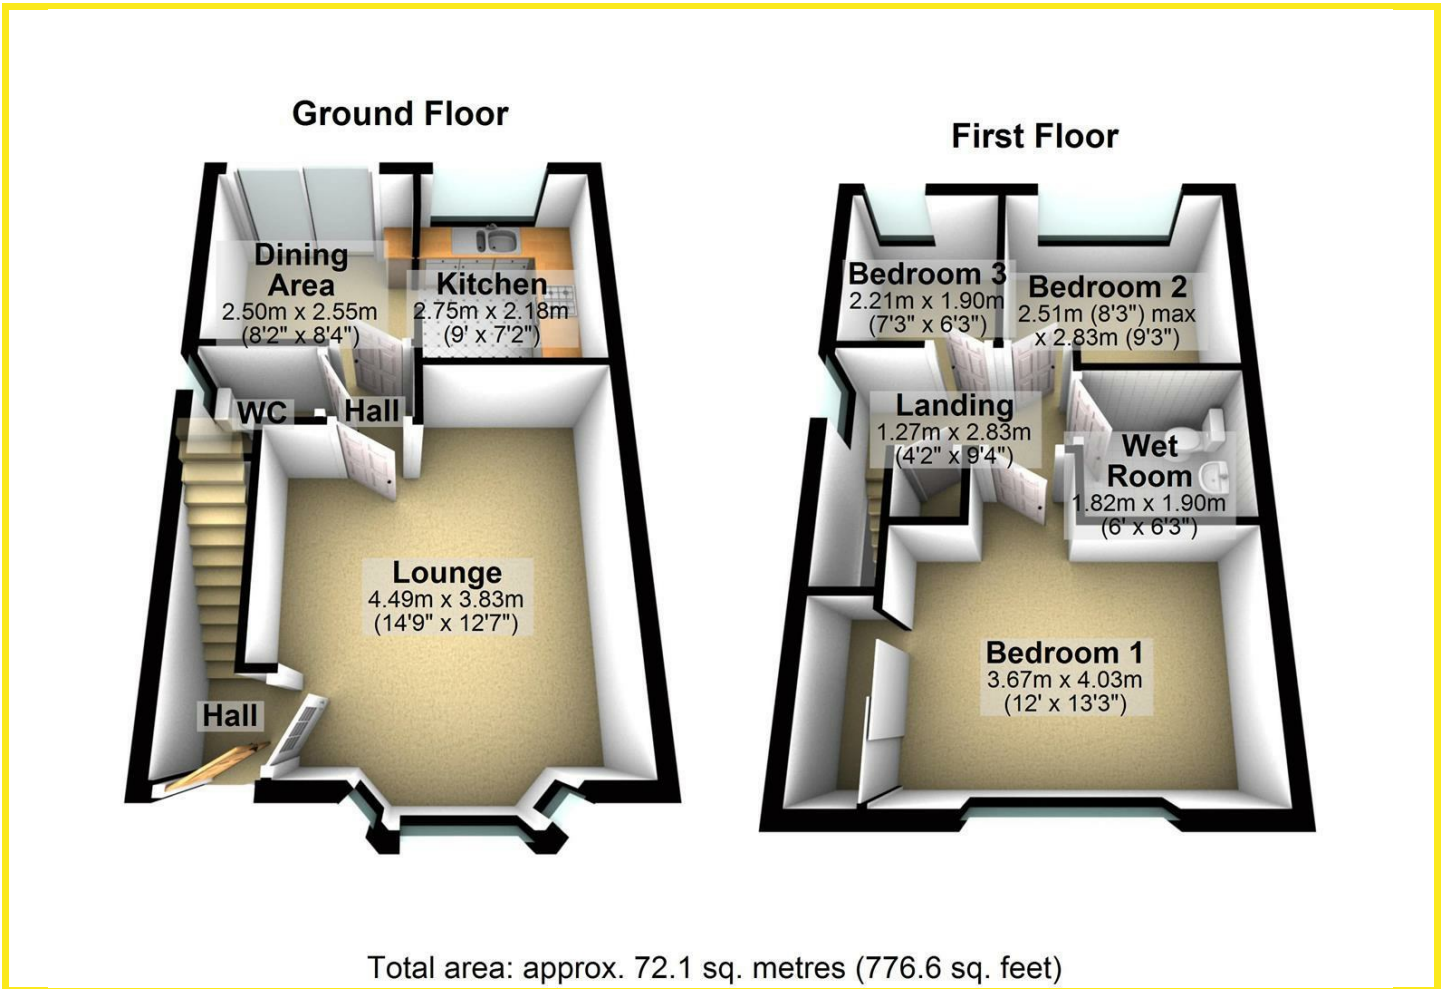 Ground Floor
Dining
Area
2.50m x 2.55m
(8'2" x 8'4")
Kitchen
2.75m x 2.18m
(9' x 7'2")
WC
Hall
Lounge
4.49m x 3.83m
(14'9" x 12'7")
Hall
First Floor
Bedroom 3
2.21m x 1.90m
(7'3" x 6'3")
Bedroom 2
2.51m (8'3") max
x 2.83m (9'3")
Landing
1.27m x 2.83m
(4'2" x 9'4")
Wet
Room
1.82m x 1.90m
(6' x 6'3")
Bedroom 1
3.67m x 4.03m
(12' x 13'3")
Total area: approx. 72.1 sq. metres (776.6 sq. feet)